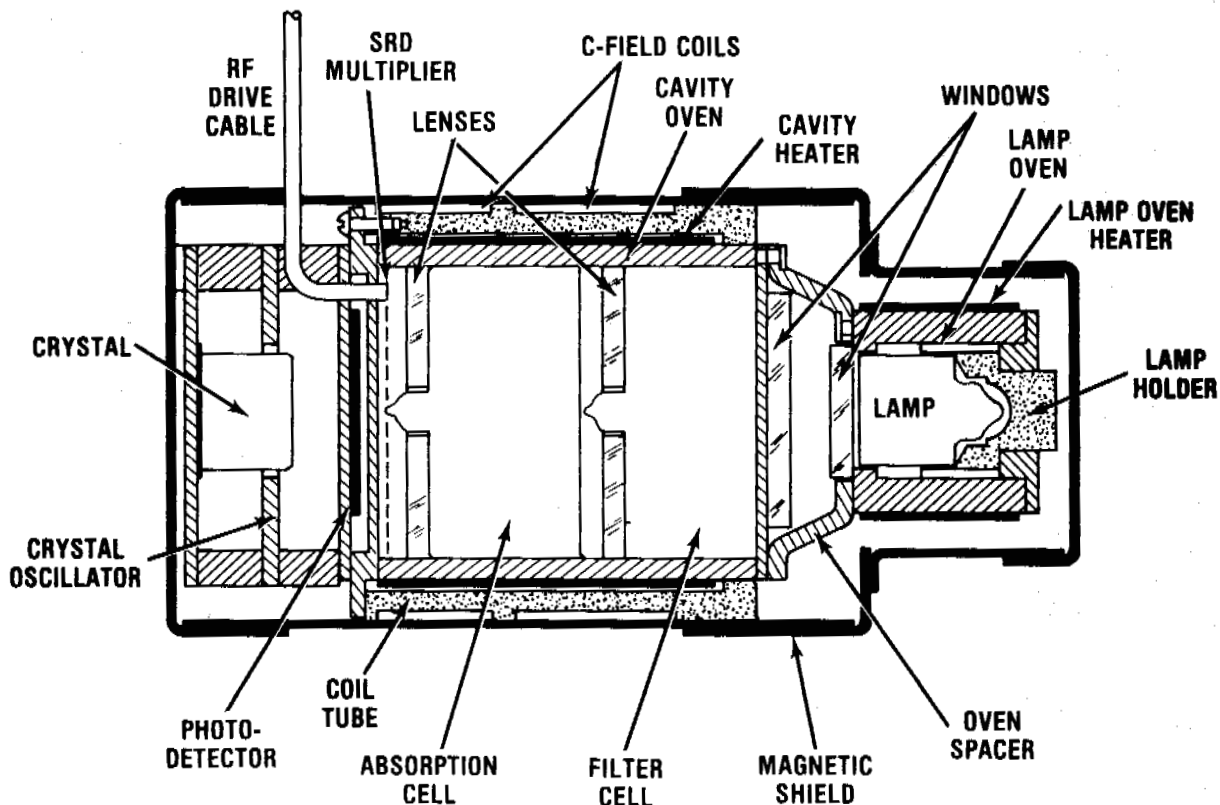 RF
DRIVE
CABLE
SRD
MULTIPLIER
LENSES
C-FIELD COILS
CAVITY
OVEN
CAVITY
HEATER
WINDOWS
LAMP
OVEN
LAMP OVEN
HEATER
LAMP
HOLDER
LAMP
CRYSTAL
CRYSTAL
OSCILLATOR
PHOTO-
DETECTOR
COIL
TUBE
ABSORPTION
CELL
FILTER
CELL
MAGNETIC
SHIELD
OVEN
SPACER